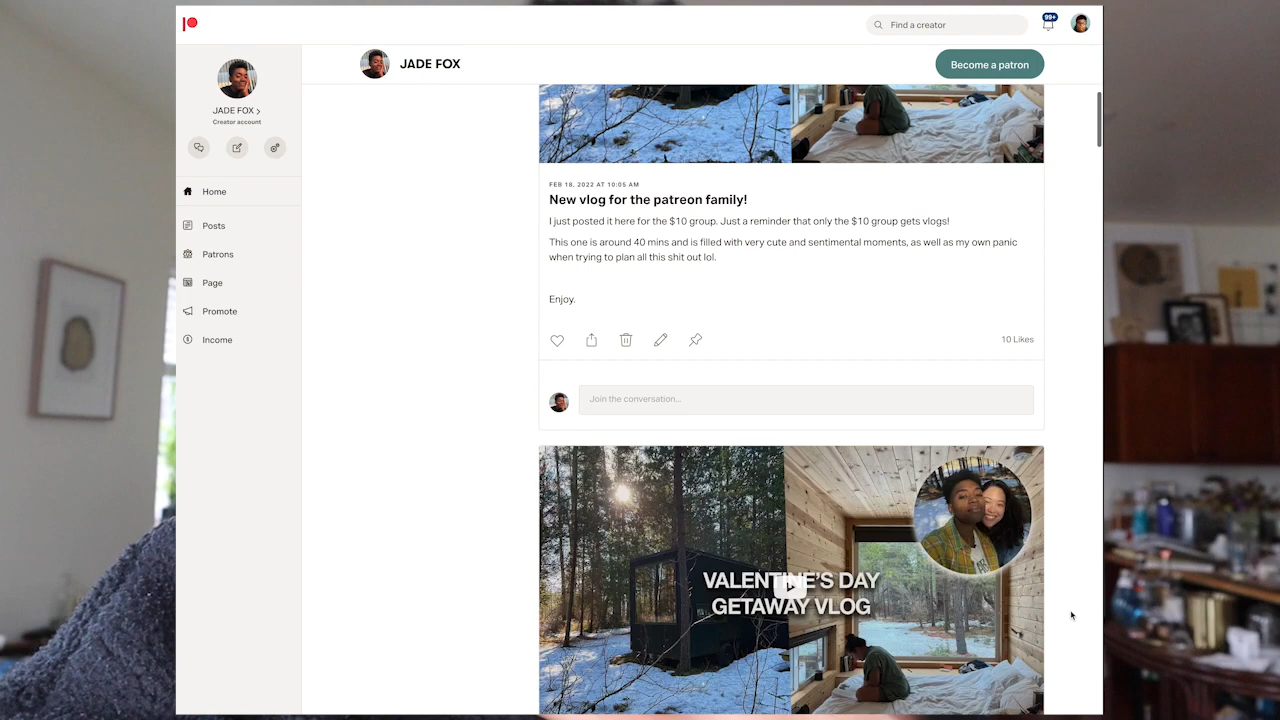 Find a creator
99+
JADE FOX
Become a patron
JADE FOX
Creator account
Home
Posts
Patrons
Page
Promote
Income
FEB 18, 2022 AT 10:05 AM
New vlog for the patreon family!
I just posted it here for the $10 group. Just a reminder that only the $10 group gets vlogs!
This one is around 40 mins and is filled with very cute and sentimental moments, as well as my own panic
when trying to plan all this shit out lol.
Enjoy.
10 Likes
Join the conversation...
VALENTINE'S DAY
GETAWAY VLOG